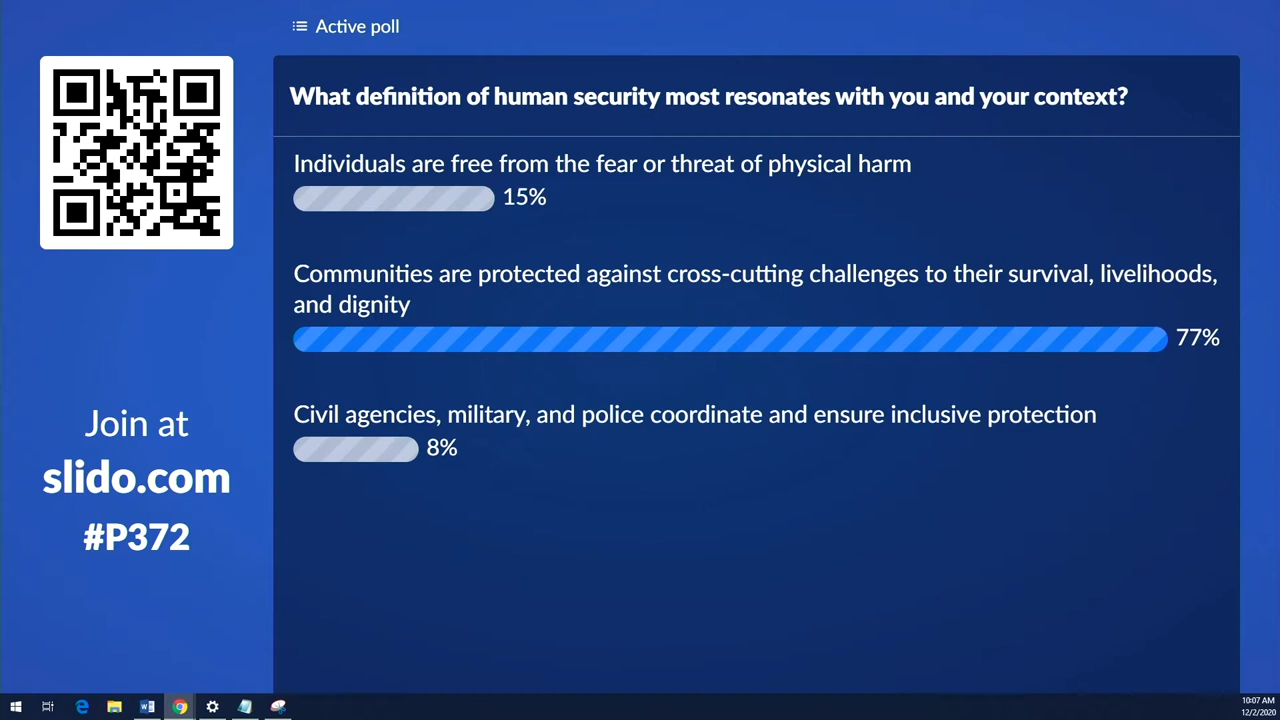 Active poll
What definition of human security most resonates with you and your context?
Individuals are free from the fear or threat of physical harm
15%
Communities are protected against cross-cutting challenges to their survival, livelihoods,
and dignity
77%
Civil agencies, military, and police coordinate and ensure inclusive protection
8%
Join at
slido.com
#P372
10:07 AM
12/2/2020